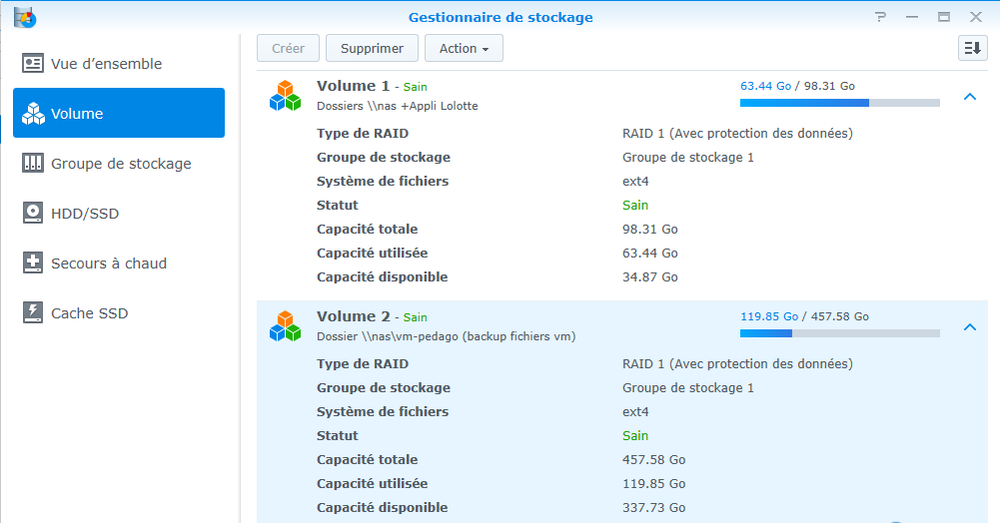 Gestionnaire de stockage
Vue d’ensemble
Volume
Groupe de stockage
HDD/SSD
Secours à chaud
Cache SSD
Créer Supprimer Action
Volume 1 - Sain 63.44 Go / 98.31 Go
Dossiers \\nas +Appli Lolotte
Type de RAID RAID 1 (Avec protection des données)
Groupe de stockage Groupe de stockage 1
Système de fichiers ext4
Statut Sain
Capacité totale 98.31 Go
Capacité utilisée 63.44 Go
Capacité disponible 34.87 Go
Volume 2 - Sain 119.85 Go / 457.58 Go
Dossier \\nas\vm-pedago (backup fichiers vm)
Type de RAID RAID 1 (Avec protection des données)
Groupe de stockage Groupe de stockage 1
Système de fichiers ext4
Statut Sain
Capacité totale 457.58 Go
Capacité utilisée 119.85 Go
Capacité disponible 337.73 Go